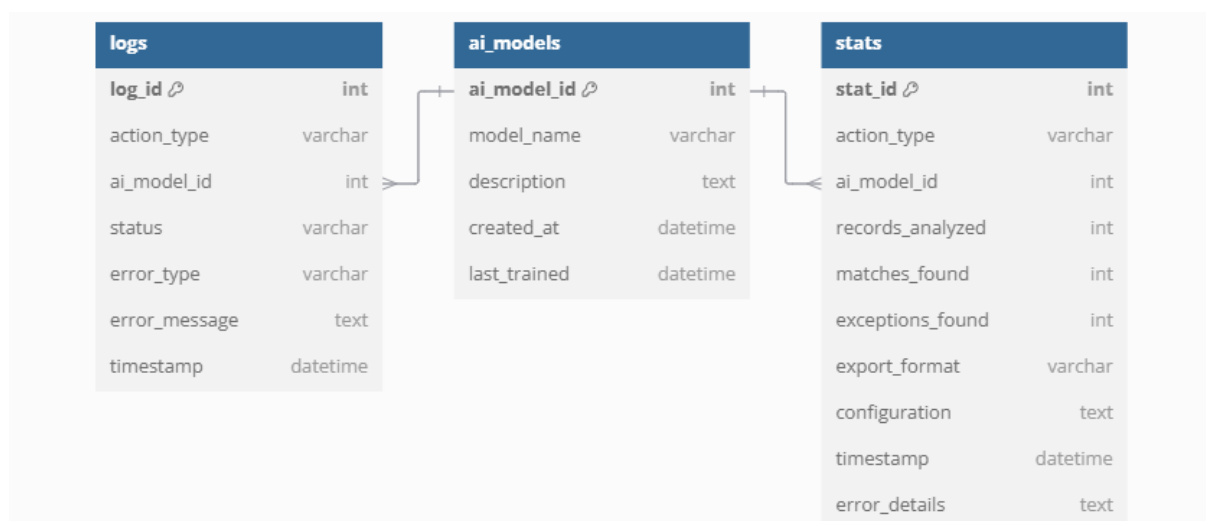 logs
log_id int
action_type varchar
ai_model_id int
status varchar
error_type varchar
error_message text
timestamp datetime
ai_models
ai_model_id int
model_name varchar
description text
created_at datetime
last_trained datetime
stats
stat_id int
action_type varchar
ai_model_id int
records_analyzed int
matches_found int
exceptions_found int
export_format varchar
configuration text
timestamp datetime
error_details text